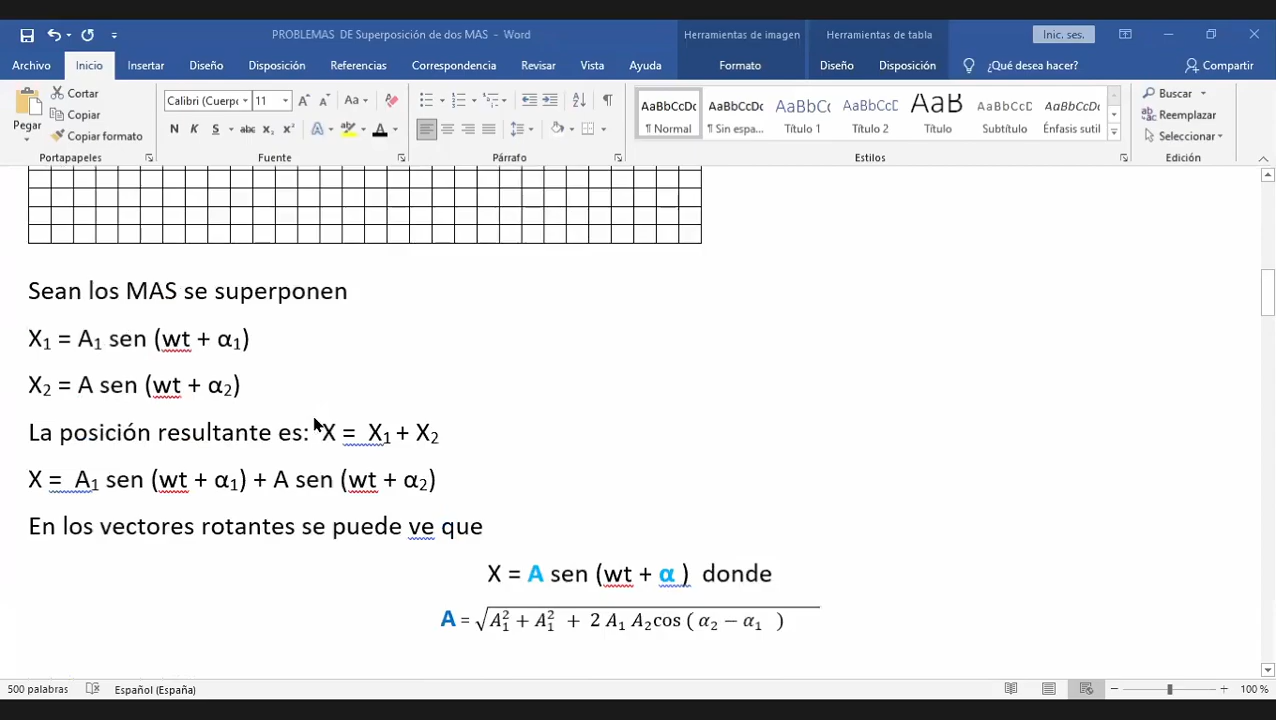 PROBLEMAS DE Superposición de dos MAS - Word
Herramientas de imagen
Herramientas de tabla
Inic. ses.
Archivo
Inicio
Insertar
Diseño
Disposición
Referencias
Correspondencia
Revisar
Vista
Ayuda
Formato
Diseño
Disposición
¿Qué desea hacer?
Compartir
Pegar
Cortar
Copiar
Copiar formato
Portapapeles
Calibri (Cuerpo
11
Aa
N K S abc x₂ x²
Fuente
Párrafo
AaBbCcDc
¶ Normal
AaBbCcDc
¶ Sin espa...
AaBbCc
Título 1
AaBbCcD
Título 2
AaB
Título
AaBbCcD
Subtítulo
AaBbCcDc
Énfasis sutil
Estilos
Buscar
Reemplazar
Seleccionar
Edición
Sean los MAS se superponen
X₁ = A₁ sen (wt + α₁)
X₂ = A sen (wt + α₂)
La posición resultante es: X = X₁ + X₂
X = A₁ sen (wt + α₁) + A sen (wt + α₂)
En los vectores rotantes se puede ve que
X = A sen (wt + α ) donde
A = √A₁² + A₁² + 2 A₁ A₂cos ( α₂ − α₁ )
500 palabras
Español (España)
100 %